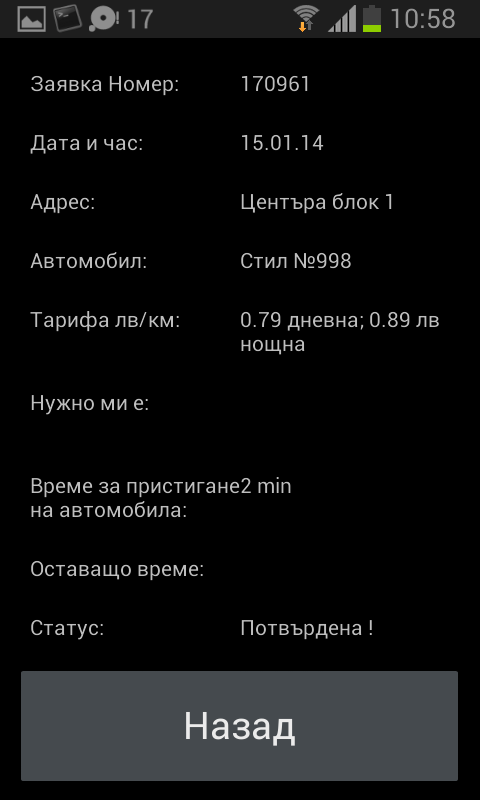 17 10:58
Заявка Номер: 170961
Дата и час: 15.01.14
Адрес: Центъра блок 1
Автомобил: Стил №998
Тарифа лв/км: 0.79 дневна; 0.89 лв
нощна
Нужно ми е:
Време за пристигане2 min
на автомобила:
Оставащо време:
Статус: Потвърдена !
Назад